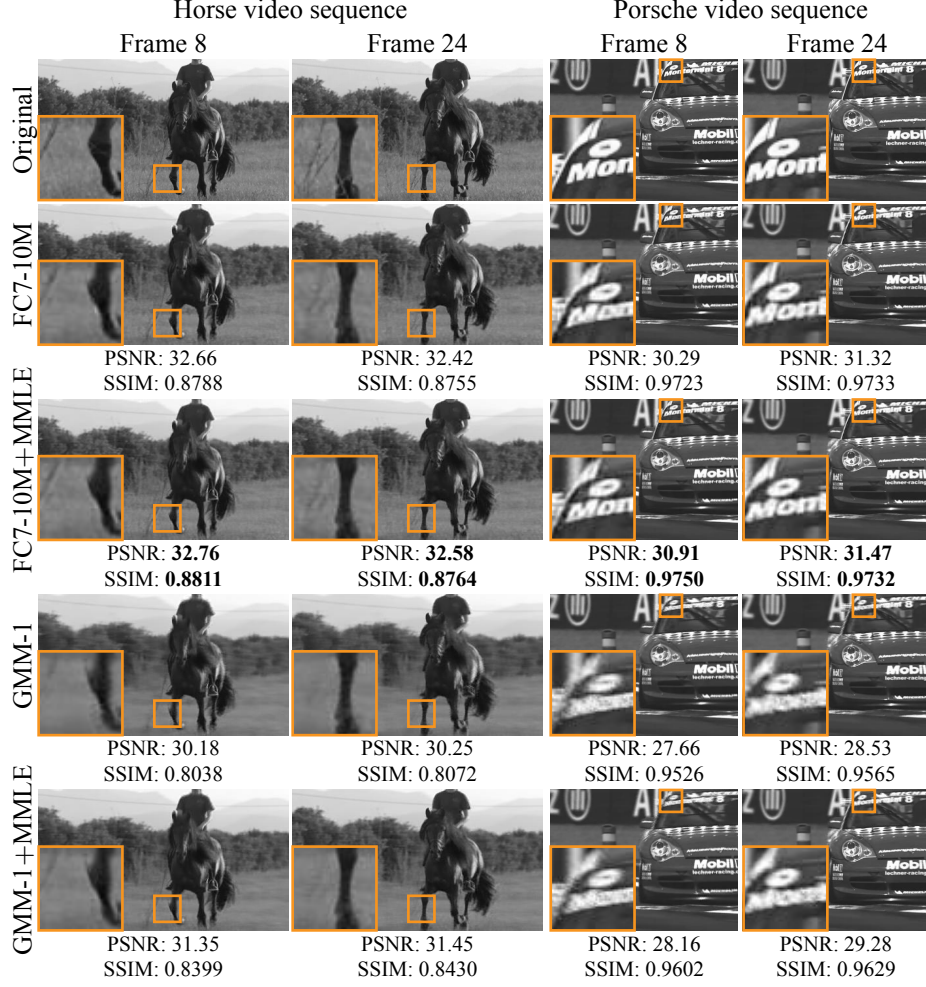 Horse video sequence Porsche video sequence
Frame 8 Frame 24 Frame 8 Frame 24
Original
Mon Mont
Mobil
lechner-racing.
FC7-10M
PSNR: 32.66 PSNR: 32.42 PSNR: 30.29 PSNR: 31.32
SSIM: 0.8788 SSIM: 0.8755 SSIM: 0.9723 SSIM: 0.9733
FC7-10M+MMLE
PSNR: 32.76 PSNR: 32.58 PSNR: 30.91 PSNR: 31.47
SSIM: 0.8811 SSIM: 0.8764 SSIM: 0.9750 SSIM: 0.9732
GMM-1
PSNR: 30.18 PSNR: 30.25 PSNR: 27.66 PSNR: 28.53
SSIM: 0.8038 SSIM: 0.8072 SSIM: 0.9526 SSIM: 0.9565
GMM-1+MMLE
PSNR: 31.35 PSNR: 31.45 PSNR: 28.16 PSNR: 29.28
SSIM: 0.8399 SSIM: 0.8430 SSIM: 0.9602 SSIM: 0.9629